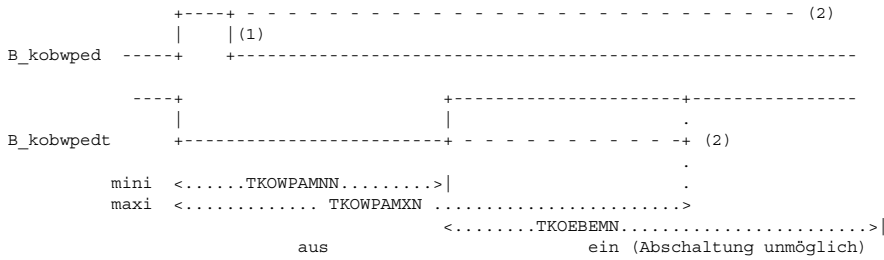 +----+ - - - - - - - - - - - - - - - - - - - - - - - - - - - (2)
| |(1)
B_kobwped -----+ +----------------------------------------------------
----+ +---------------------+---------------
| | .
B_kobwpedt +------------------------+ - - - - - - - - - - -+ (2)
.
mini <......TKOWPAMNN.........>| .
maxi <............. TKOWPAMXN .......................>
<........TKOEBEMN.......................>|
aus ein (Abschaltung unmöglich)